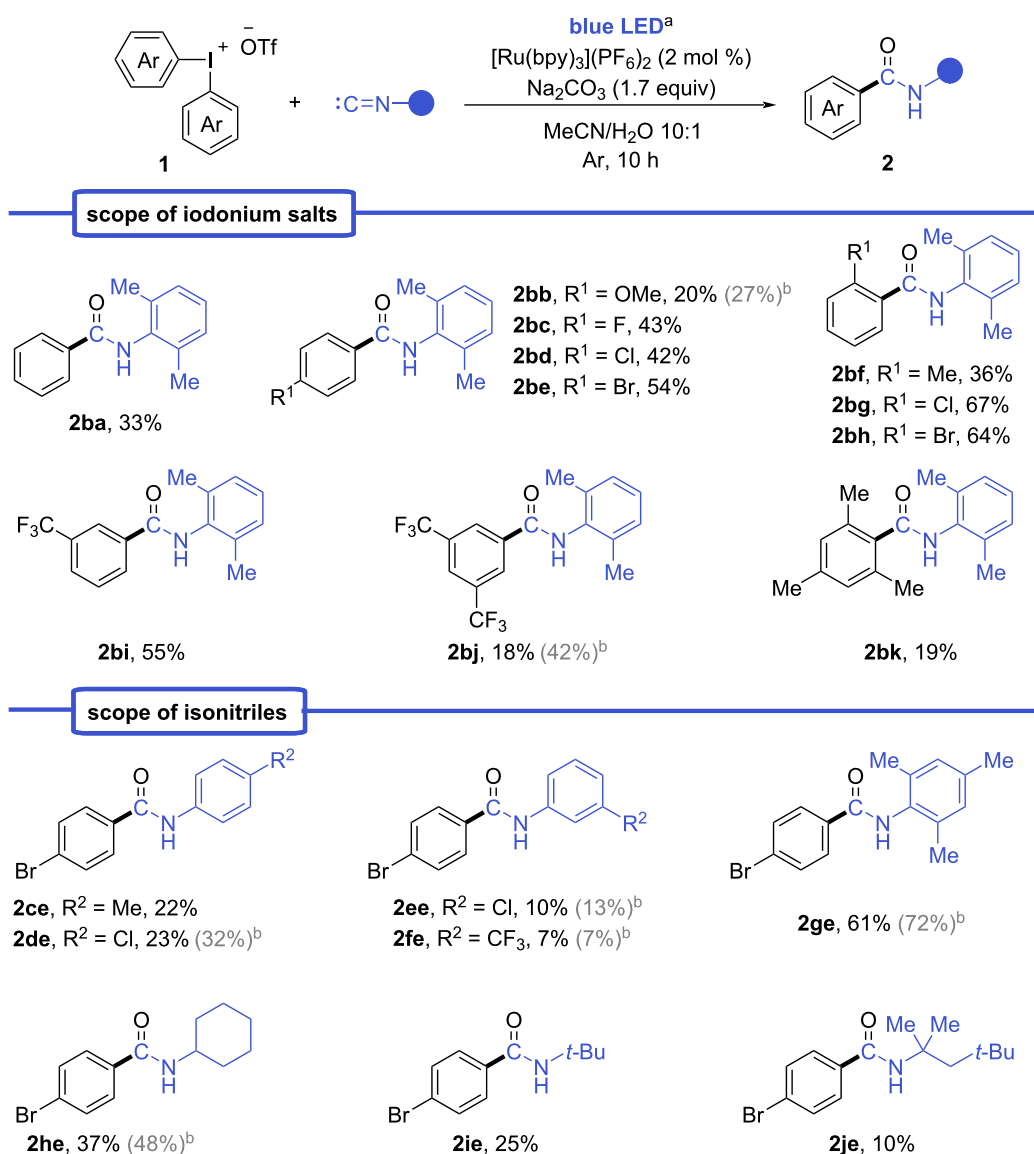 blue LEDᵃ
[Ru(bpy)₃](PF₆)₂ (2 mol %)
Na₂CO₃ (1.7 equiv)
MeCN/H₂O 10:1
Ar, 10 h
Ar
I
+
−
OTf
Ar
1
+
:C=N
O
C
N
H
Ar
2
scope of iodonium salts
O
C
N
H
Me
Me
2ba, 33%
R¹
O
C
N
H
Me
Me
2bb, R¹ = OMe, 20% (27%)ᵇ
2bc, R¹ = F, 43%
2bd, R¹ = Cl, 42%
2be, R¹ = Br, 54%
R¹
O
C
N
H
Me
Me
2bf, R¹ = Me, 36%
2bg, R¹ = Cl, 67%
2bh, R¹ = Br, 64%
F₃C
O
C
N
H
Me
Me
2bi, 55%
F₃C
CF₃
O
C
N
H
Me
Me
2bj, 18% (42%)ᵇ
Me
Me
Me
O
C
N
H
Me
Me
2bk, 19%
scope of isonitriles
Br
O
C
N
H
R²
2ce, R² = Me, 22%
2de, R² = Cl, 23% (32%)ᵇ
Br
O
C
N
H
R²
2ee, R² = Cl, 10% (13%)ᵇ
2fe, R² = CF₃, 7% (7%)ᵇ
Br
O
C
N
H
Me
Me
Me
2ge, 61% (72%)ᵇ
Br
O
C
N
H
2he, 37% (48%)ᵇ
Br
O
C
N
H
t-Bu
2ie, 25%
Br
O
C
N
H
Me Me
t-Bu
2je, 10%